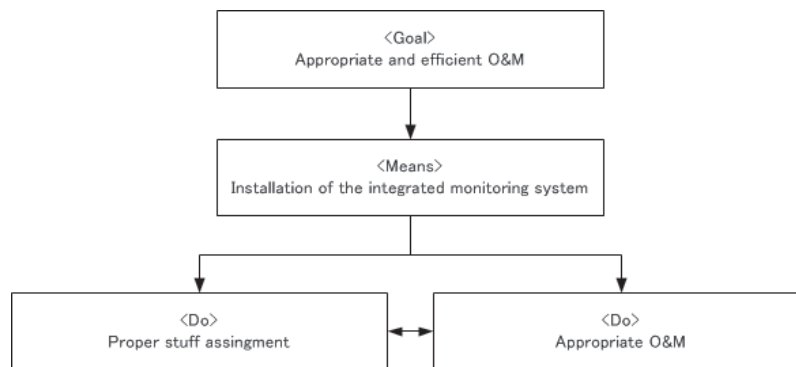 <Goal>
Appropriate and efficient O&M
<Means>
Installation of the integrated monitoring system
<Do>
Proper stuff assingment
<Do>
Appropriate O&M